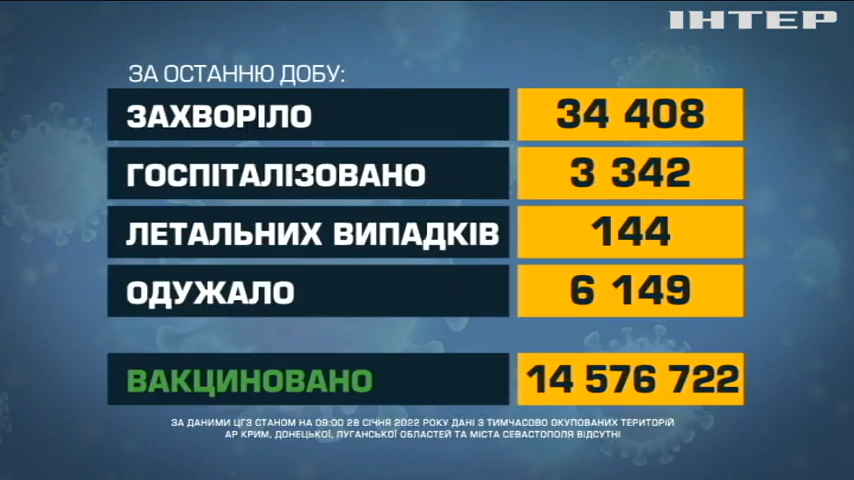 ІНТЕР
ЗА ОСТАННЮ ДОБУ:
ЗАХВОРІЛО 34 408
ГОСПІТАЛІЗОВАНО 3 342
ЛЕТАЛЬНИХ ВИПАДКІВ 144
ОДУЖАЛО 6 149
ВАКЦИНОВАНО 14 576 722
ЗА ДАНИМИ ЦГЗ СТАНОМ НА 09:00 28 СІЧНЯ 2022 РОКУ ДАНІ З ТИМЧАСОВО ОКУПОВАНИХ ТЕРИТОРІЙ
АР КРИМ, ДОНЕЦЬКОЇ, ЛУГАНСЬКОЇ ОБЛАСТЕЙ ТА МІСТА СЕВАСТОПОЛЯ ВІДСУТНІ